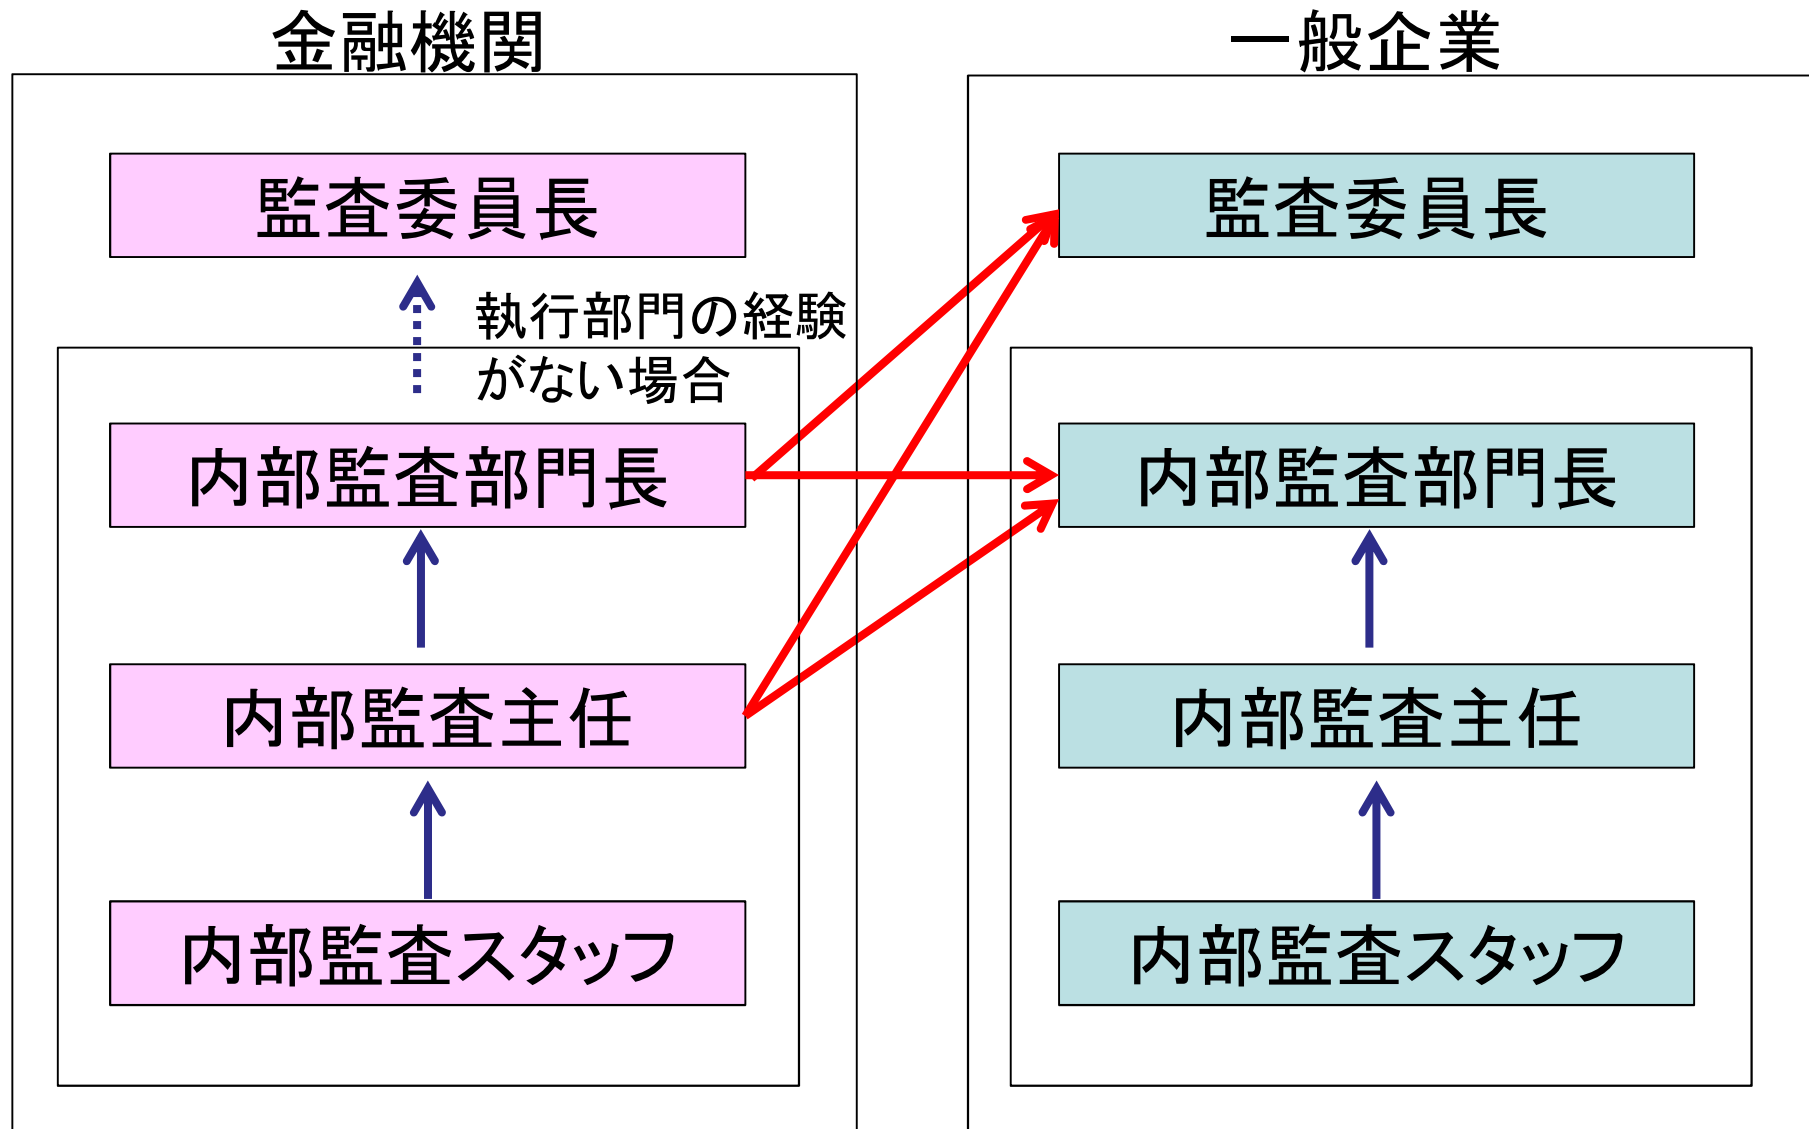 金融機関
監査委員長
執行部門の経験
がない場合
内部監査部門長
内部監査主任
内部監査スタッフ
一般企業
監査委員長
内部監査部門長
内部監査主任
内部監査スタッフ